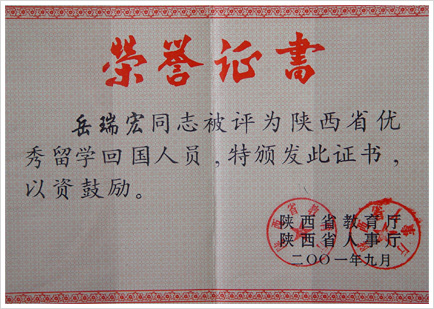 荣誉证书
岳瑞宏同志被评为陕西省优
秀留学回国人员,特颁发此证书,
以资鼓励。
陕西省教育厅
陕西省人事厅
二〇〇一年九月